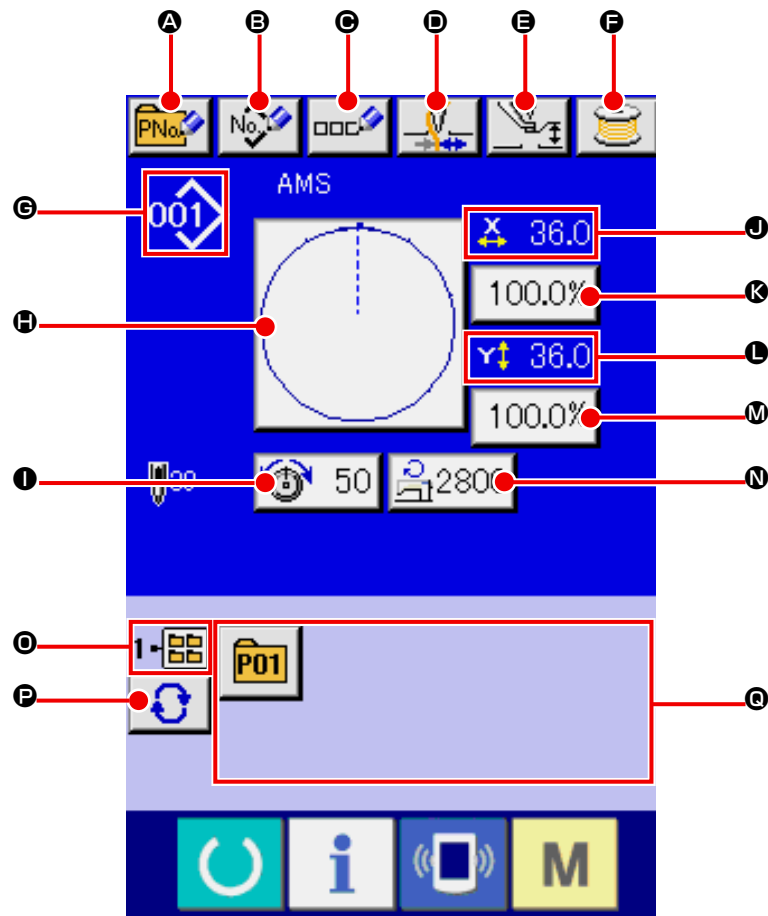 A B C D E F
PNo. No.
AMS
G 001
X 36.0 J
100.0% K
H
Y 36.0 L
100.0% M
I 50 2800 N
O 1
P01
P Q
i M